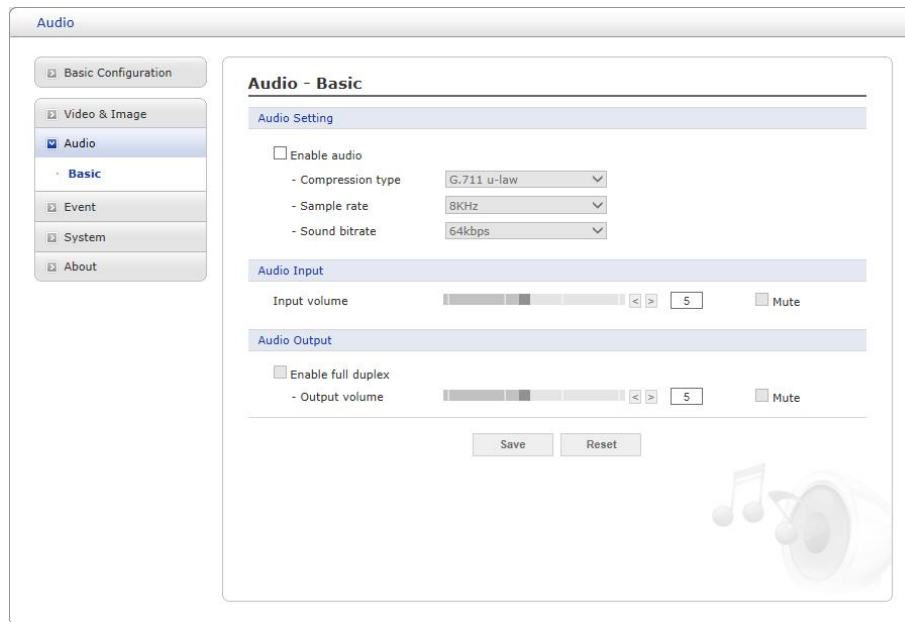 Audio
Basic Configuration
Video & Image
Audio
Basic
Event
System
About
Audio - Basic
Audio Setting
Enable audio
- Compression type G.711 u-law
- Sample rate 8KHz
- Sound bitrate 64kbps
Audio Input
Input volume < > 5 Mute
Audio Output
Enable full duplex
- Output volume < > 5 Mute
Save Reset